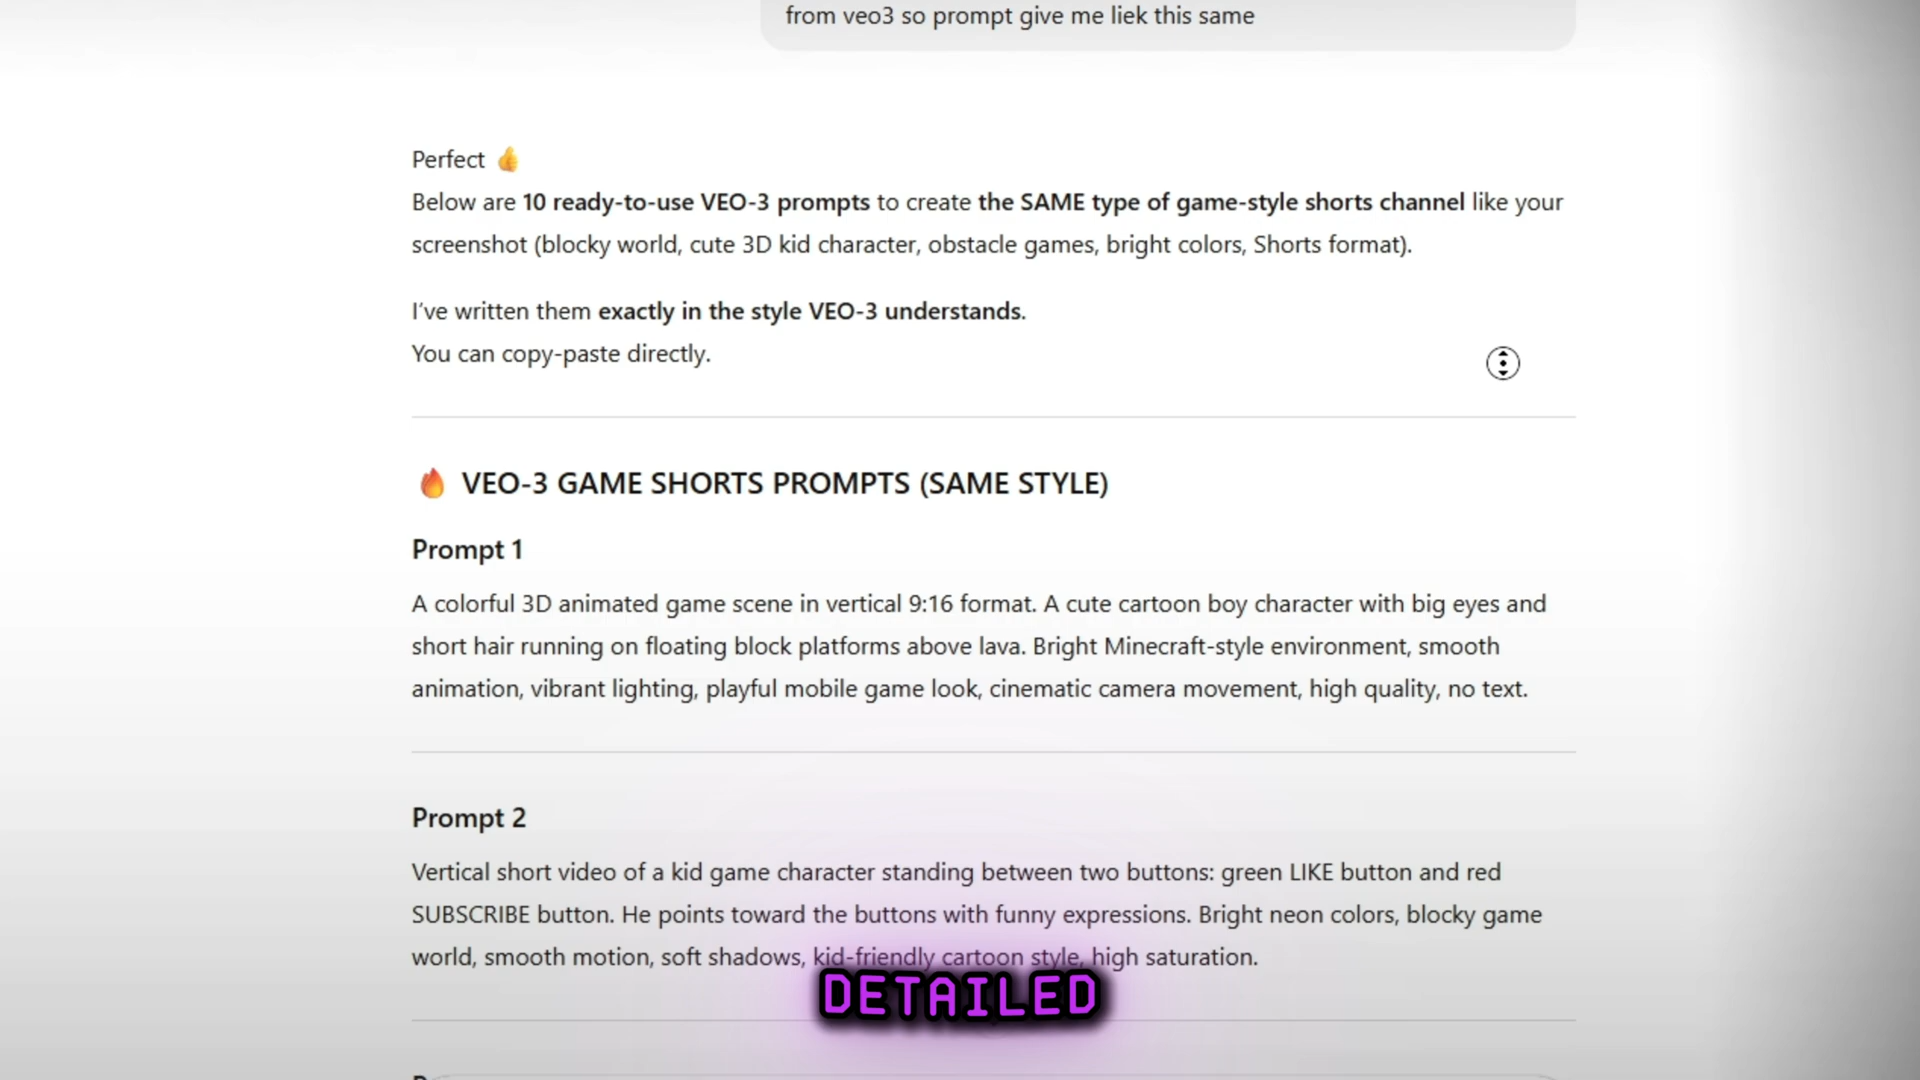 from veo3 so prompt give me liek this same
Perfect 👍
Below are 10 ready-to-use VEO-3 prompts to create the SAME type of game-style shorts channel like your
screenshot (blocky world, cute 3D kid character, obstacle games, bright colors, Shorts format).
I've written them exactly in the style VEO-3 understands.
You can copy-paste directly.
🔥 VEO-3 GAME SHORTS PROMPTS (SAME STYLE)
Prompt 1
A colorful 3D animated game scene in vertical 9:16 format. A cute cartoon boy character with big eyes and
short hair running on floating block platforms above lava. Bright Minecraft-style environment, smooth
animation, vibrant lighting, playful mobile game look, cinematic camera movement, high quality, no text.
Prompt 2
Vertical short video of a kid game character standing between two buttons: green LIKE button and red
SUBSCRIBE button. He points toward the buttons with funny expressions. Bright neon colors, blocky game
world, smooth motion, soft shadows, kid-friendly cartoon style, high saturation.
DETAILED